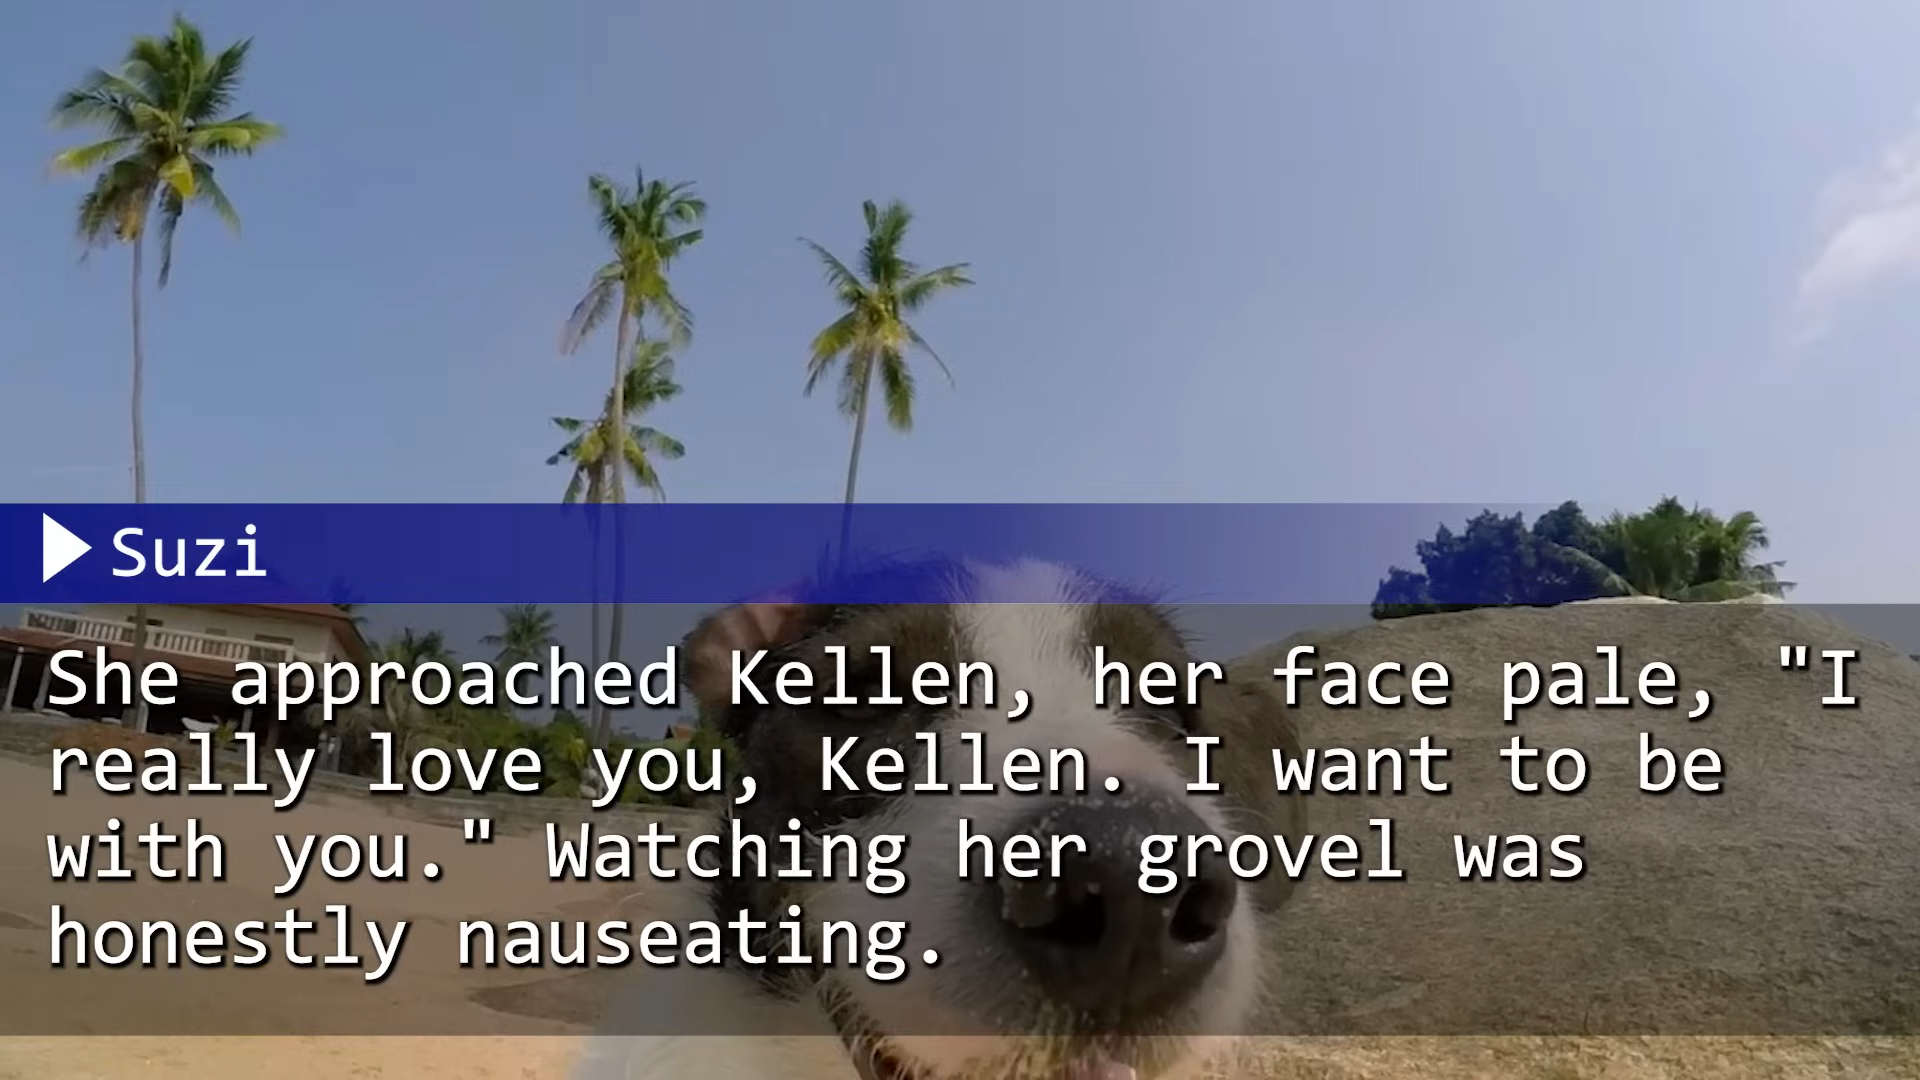 Suzi
She approached Kellen, her face pale, "I
really love you, Kellen. I want to be
with you." Watching her grovel was
honestly nauseating.